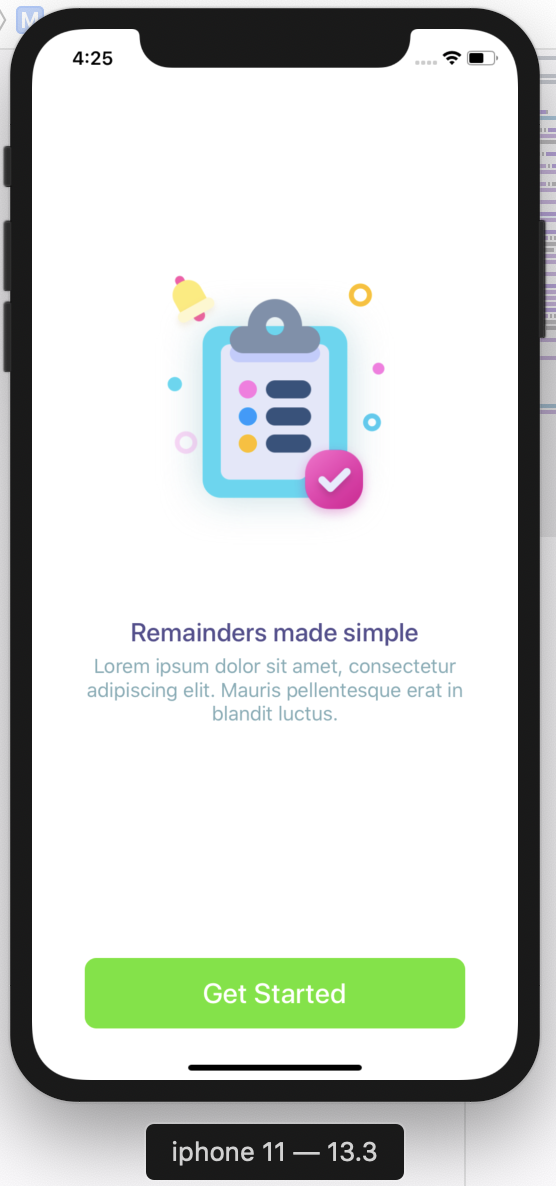 M
4:25
Remainders made simple
Lorem ipsum dolor sit amet, consectetur
adipiscing elit. Mauris pellentesque erat in
blandit luctus.
Get Started
iphone 11 — 13.3